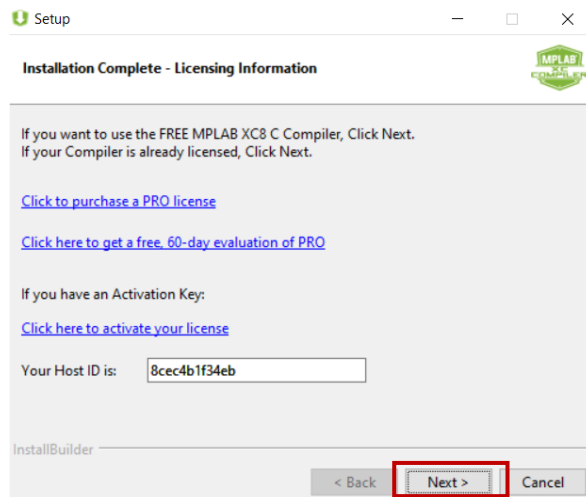 Setup
Installation Complete - Licensing Information
MPLAB
XC
COMPILER
If you want to use the FREE MPLAB XC8 C Compiler, Click Next.
If your Compiler is already licensed, Click Next.
Click to purchase a PRO license
Click here to get a free, 60-day evaluation of PRO
If you have an Activation Key:
Click here to activate your license
Your Host ID is: 8cec4b1f34eb
InstallBuilder
< Back Next > Cancel